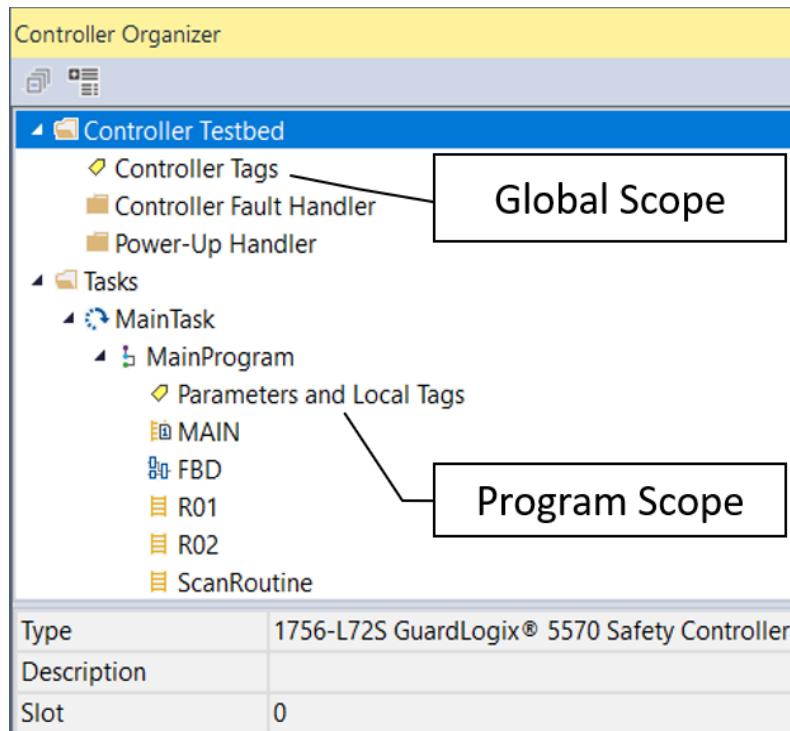 Controller Organizer
Controller Testbed
Controller Tags
Global Scope
Controller Fault Handler
Power-Up Handler
Tasks
MainTask
MainProgram
Parameters and Local Tags
MAIN
FBD
Program Scope
R01
R02
ScanRoutine
Type 1756-L72S GuardLogix® 5570 Safety Controller
Description
Slot 0